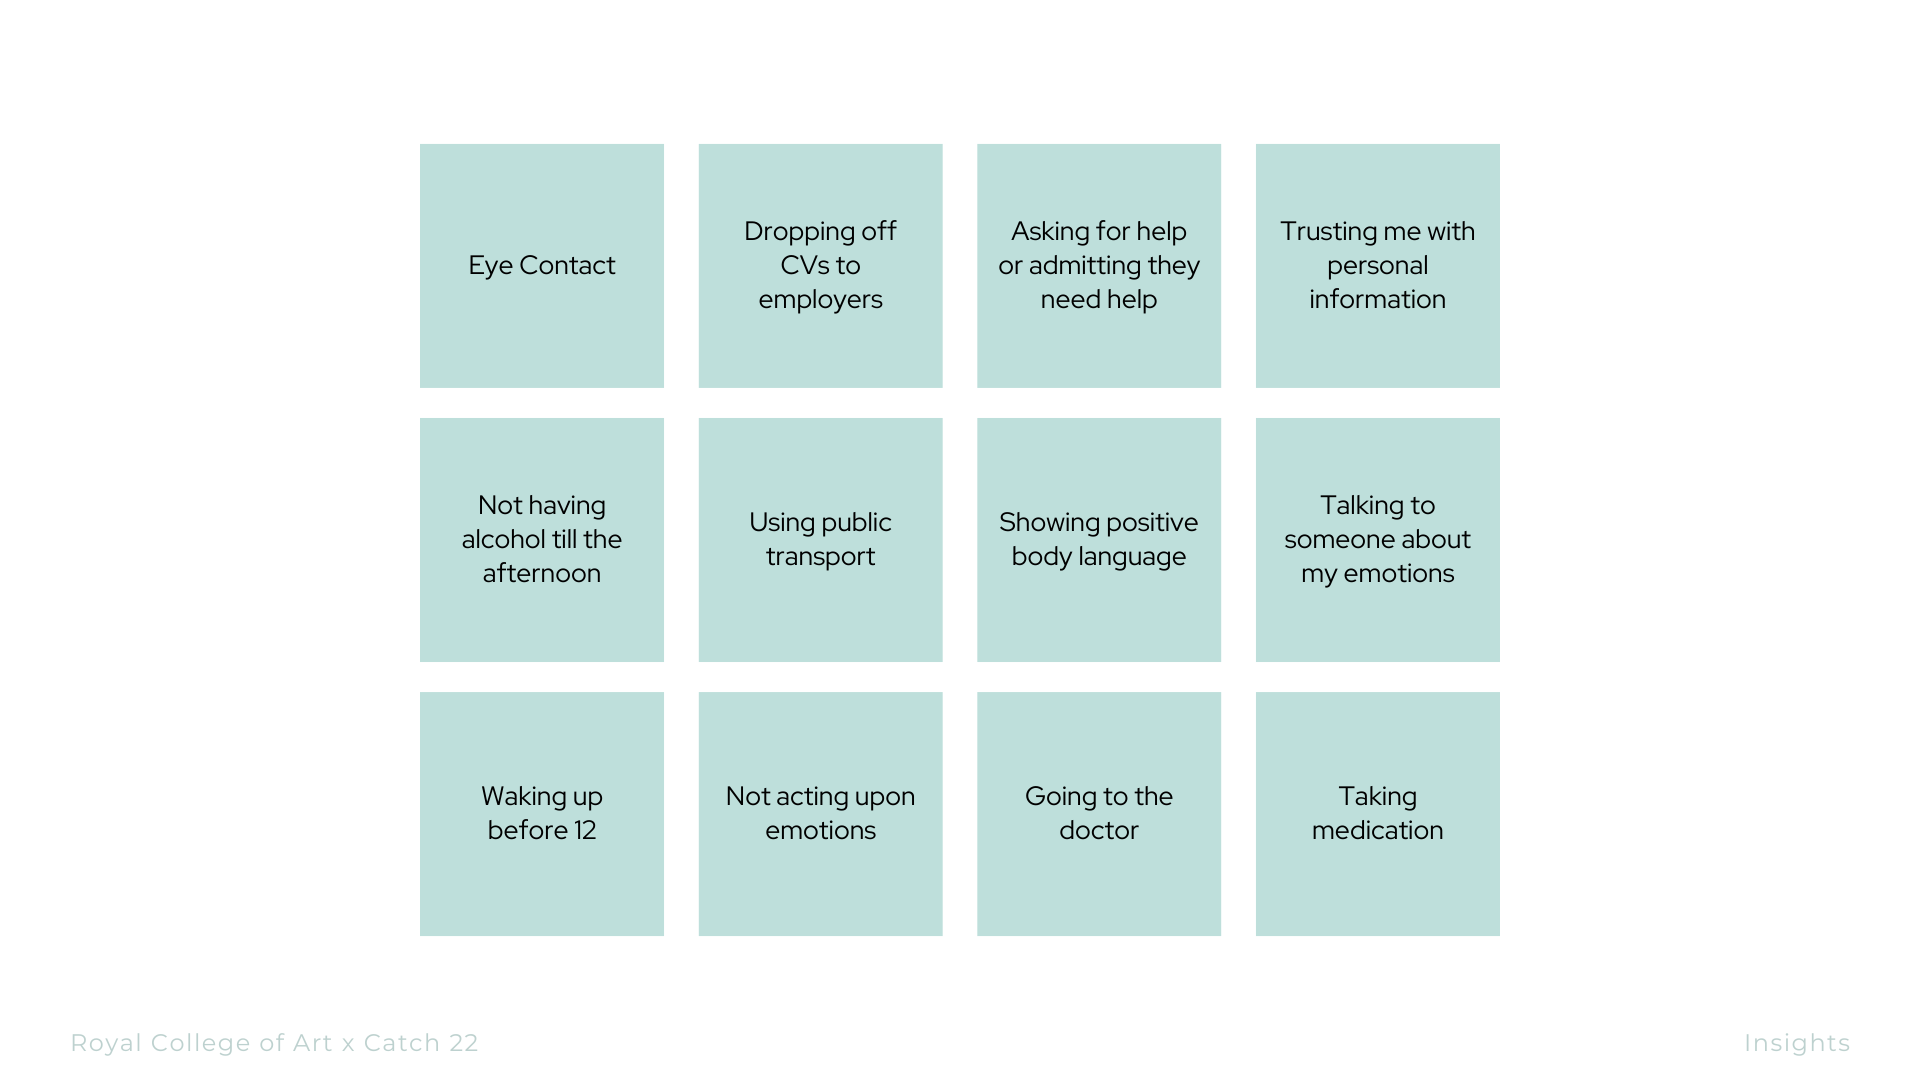 Eye Contact
Dropping off
CVs to
employers
Asking for help
or admitting they
need help
Trusting me with
personal
information
Not having
alcohol till the
afternoon
Using public
transport
Showing positive
body language
Talking to
someone about
my emotions
Waking up
before 12
Not acting upon
emotions
Going to the
doctor
Taking
medication
Royal College of Art x Catch 22
Insights